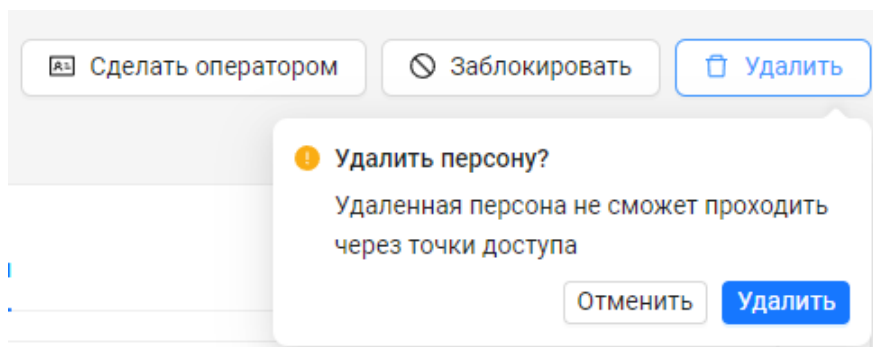 Сделать оператором Заблокировать Удалить
Удалить персону?
Удаленная персона не сможет проходить
через точки доступа
Отменить Удалить